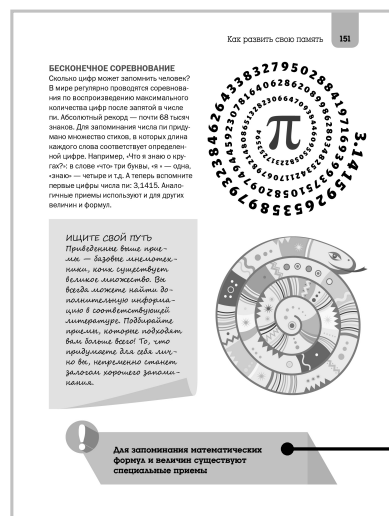 Как развить свою память 151
БЕСКОНЕЧНОЕ СОРЕВНОВАНИЕ
Сколько цифр может запомнить человек?
В мире регулярно проводятся соревнова-
ния по воспроизведению максимального
количества цифр после запятой в числе
пи. Абсолютный рекорд — почти 68 тысяч
знаков. Для запоминания числа пи приду-
мано множество стихов, в которых длина
каждого слова соответствует определен-
ной цифре. Например, «Что я знаю о кру-
гах?»: в слове «что» три буквы, «я « — одна,
«знаю» — четыре и т.д. А теперь вспомните
первые цифры числа пи: 3,1415. Анало-
гичные приемы используют и для других
величин и формул.
3.14159265358979323846264338327950288419716939937510582097494459230781640628620899862803482534211706798
π
ИЩИТЕ СВОЙ ПУТЬ
Приведенные выше прие-
мы — базовые мнемотех-
ники, коих существует
великое множество. Вы
всегда можете найти до-
полнительную информа-
цию в соответствующей
литературе. Подбирайте
приемы, которые подходят
вам больше всего! То, что
придумаете для себя лич-
но вы, непременно станет
залогом хорошего запоми-
нания.
!
Для запоминания математических
формул и величин существуют
специальные приемы